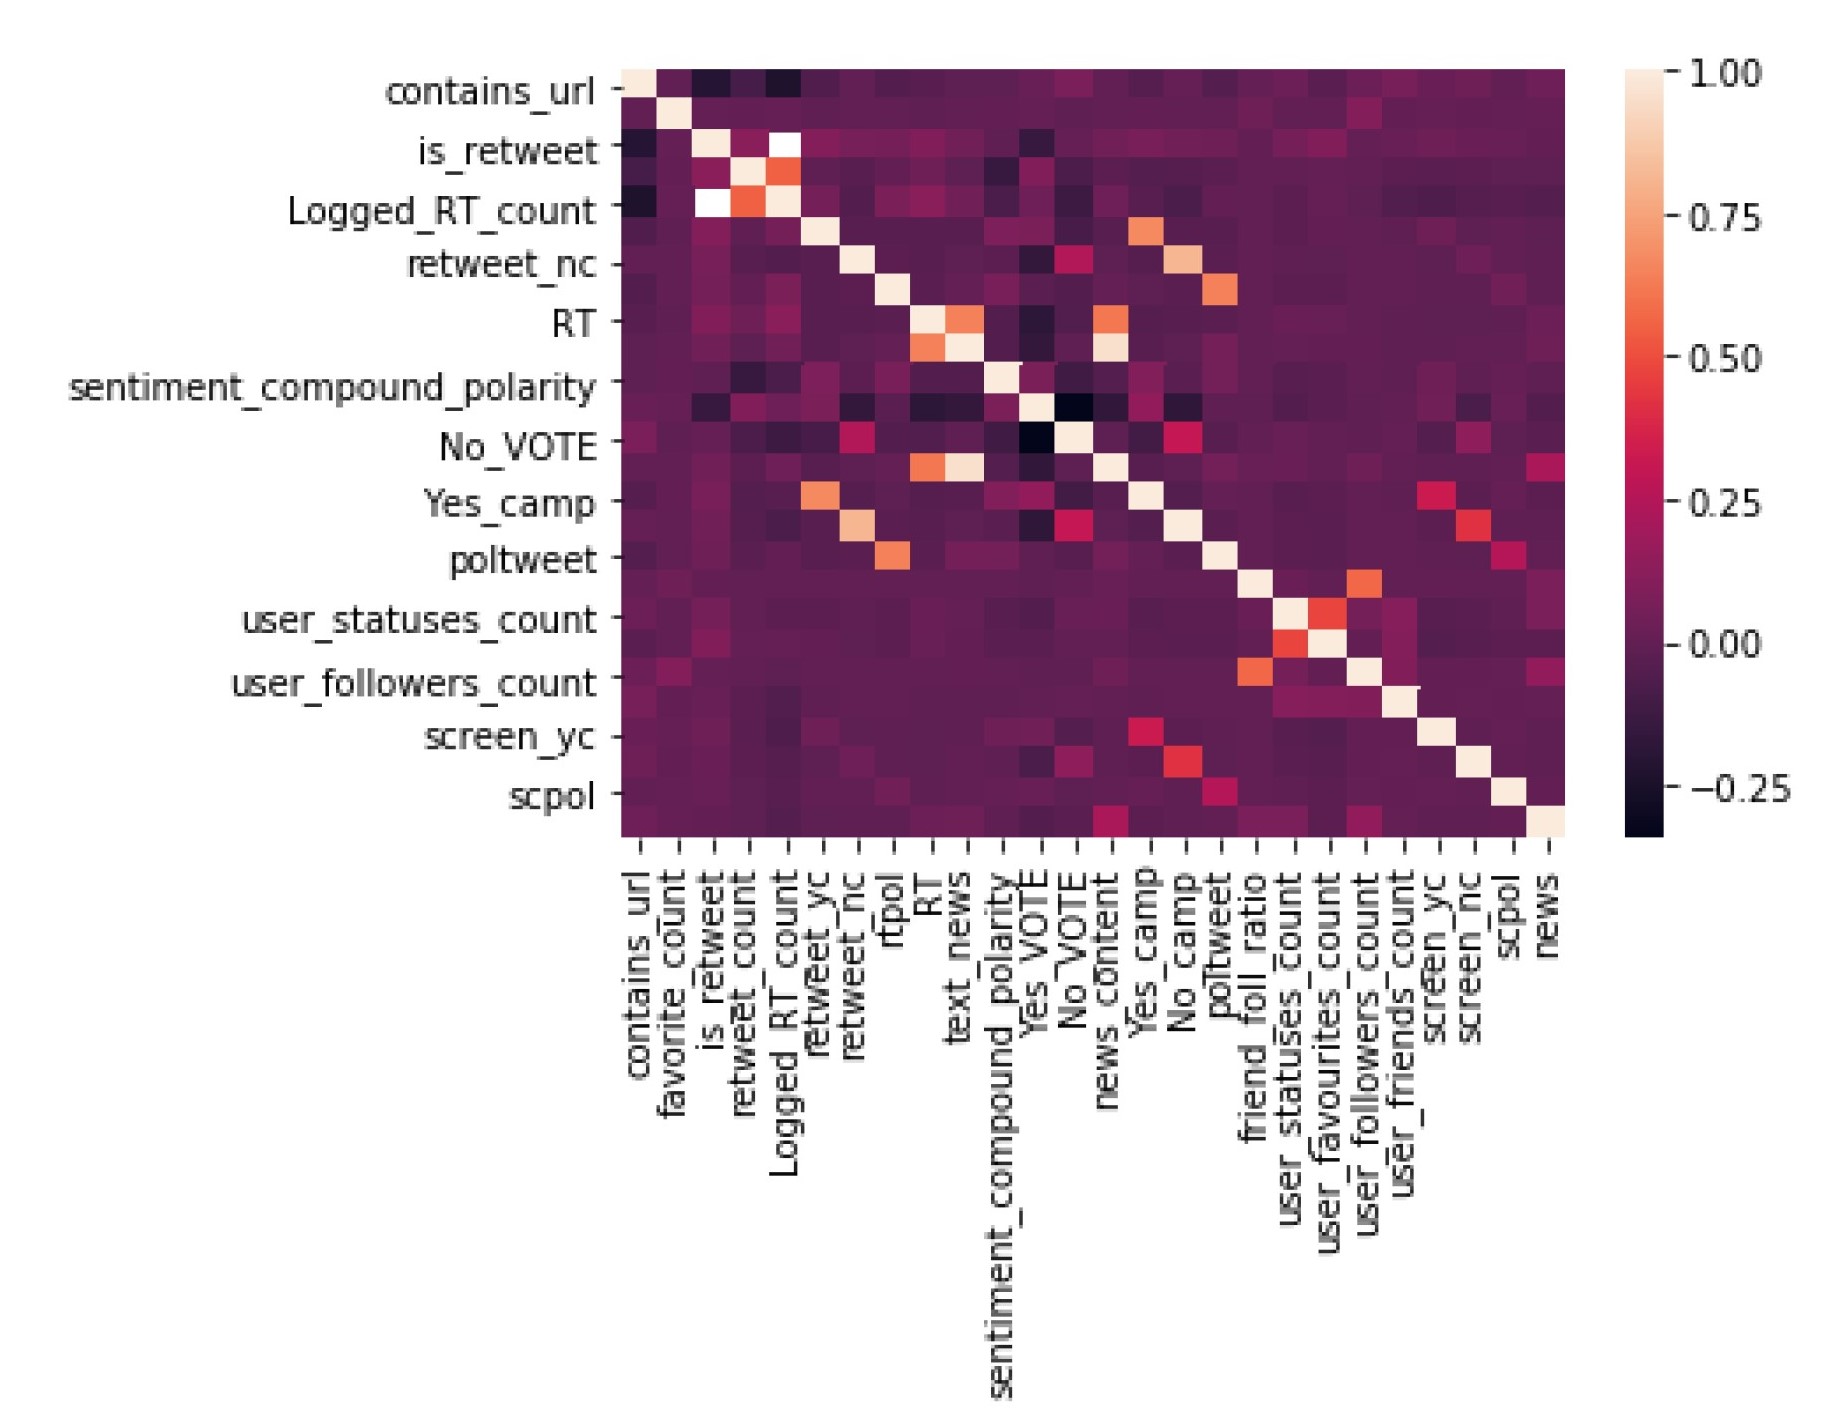 contains_url
is_retweet
Logged_RT_count
retweet_nc
RT
sentiment_compound_polarity
No_VOTE
Yes_camp
poltweet
user_statuses_count
user_followers_count
screen_yc
scpol
1.00
0.75
0.50
0.25
0.00
−0.25
contains_url
favorite_count
is_retweet
retweet_count
Logged_RT_count
retweet_yc
retweet_nc
rtpol
RT
text_news
sentiment_compound_polarity
Yes_VOTE
No_VOTE
news_content
Yes_camp
No_camp
poltweet
friend_foll_ratio
user_statuses_count
user_favourites_count
user_followers_count
user_friends_count
screen_yc
screen_nc
scpol
news